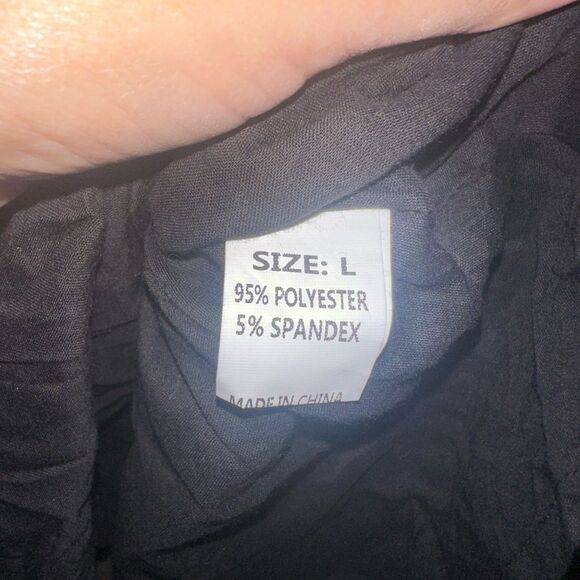 SIZE: L
95% POLYESTER
5% SPANDEX
MADE IN CHINA